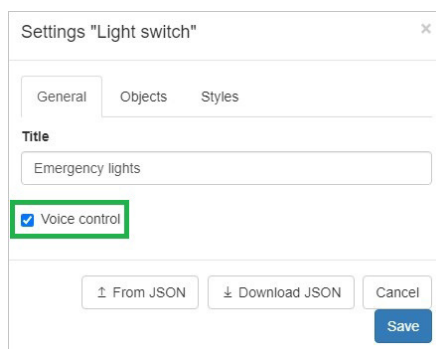 Settings "Light switch" ×
General Objects Styles
Title
Emergency lights
Voice control
From JSON Download JSON Cancel
Save